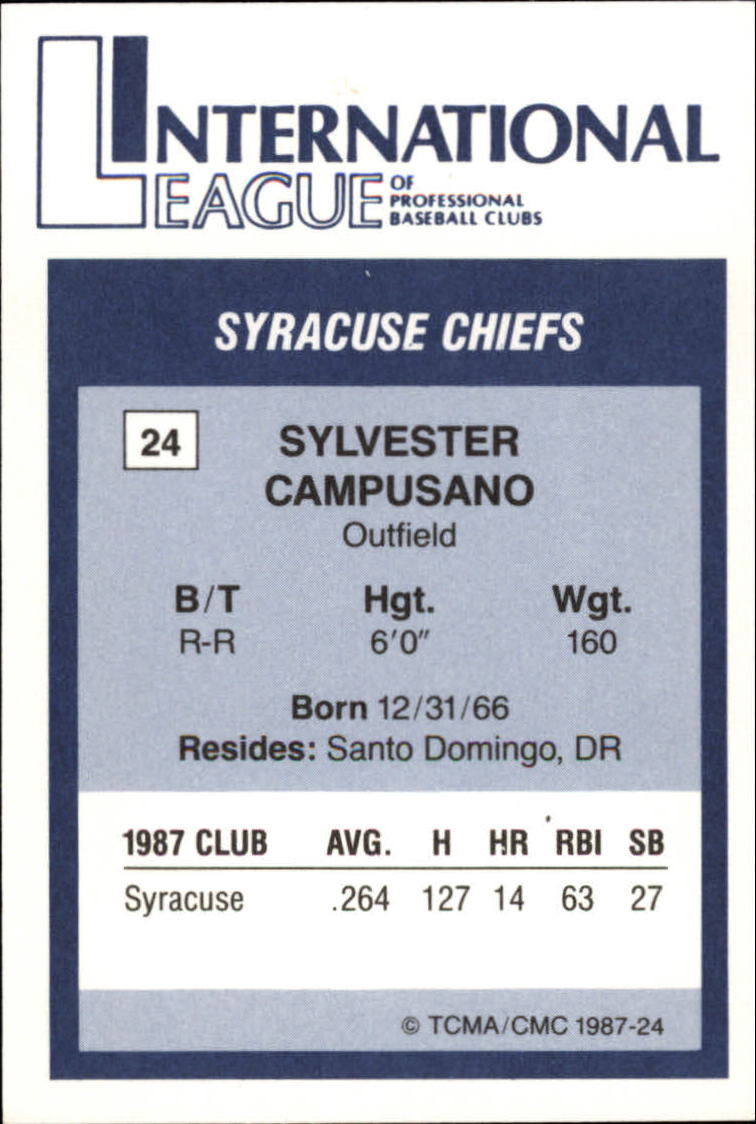 INTERNATIONAL
LEAGUE OF PROFESSIONAL BASEBALL CLUBS
SYRACUSE CHIEFS
24
SYLVESTER
CAMPUSANO
Outfield
B/T Hgt. Wgt.
R-R 6'0" 160
Born 12/31/66
Resides: Santo Domingo, DR
1987 CLUB AVG. H HR RBI SB
Syracuse .264 127 14 63 27
© TCMA/CMC 1987-24